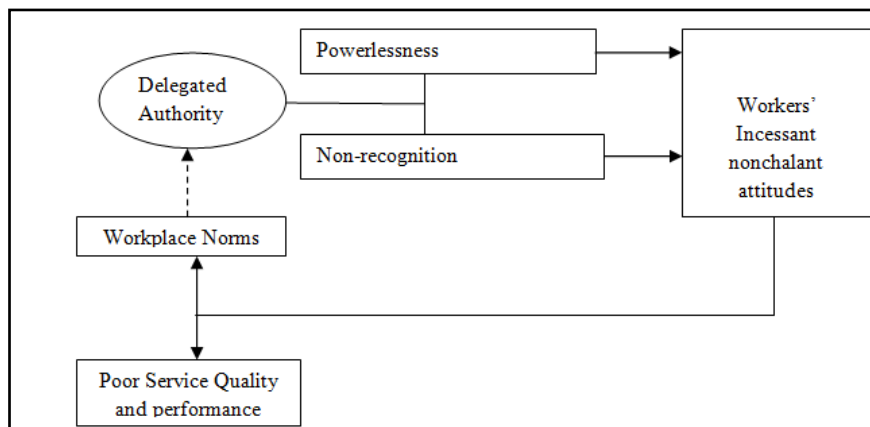 Powerlessness
Delegated
Authority
Workers'
Incessant
nonchalant
attitudes
Non-recognition
Workplace Norms
Poor Service Quality
and performance